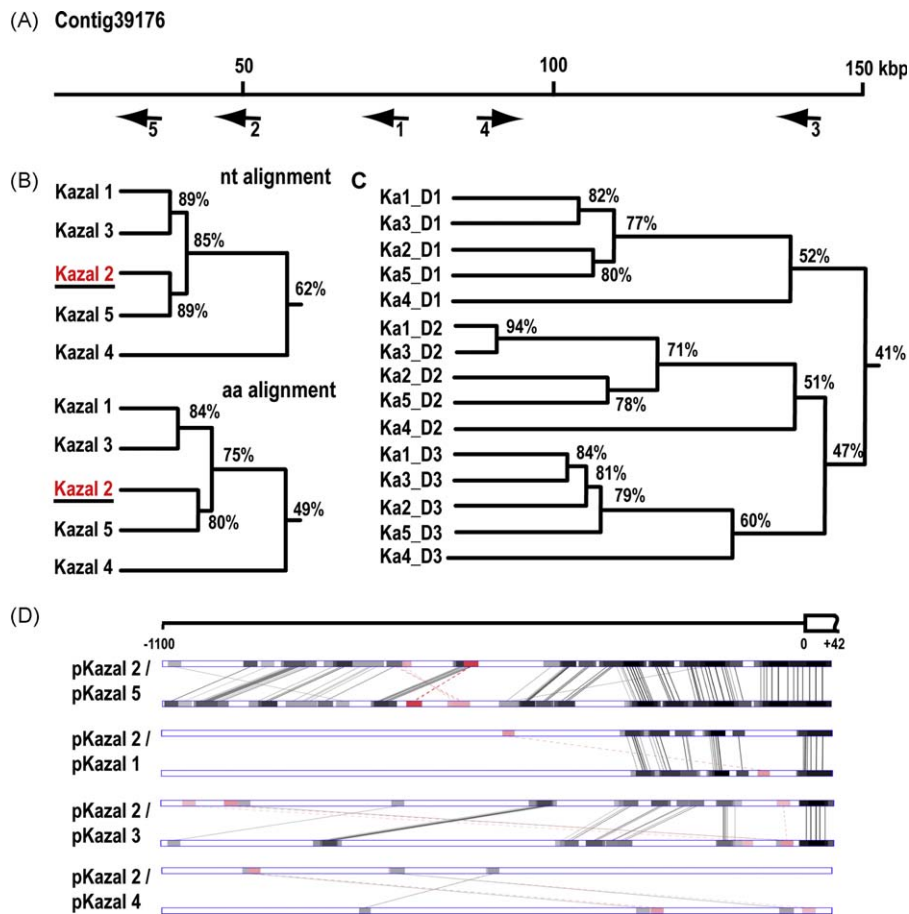 (A) Contig39176
50 100 150 kbp
5 2 1 4 3
(B) nt alignment
Kazal 1
89%
Kazal 3
85%
Kazal 2
62%
Kazal 5
89%
Kazal 4
aa alignment
Kazal 1
84%
Kazal 3
75%
Kazal 2
49%
Kazal 5
80%
Kazal 4
C
Ka1_D1
82%
Ka3_D1
77%
Ka2_D1
52%
Ka5_D1
80%
Ka4_D1
Ka1_D2
94%
Ka3_D2
71%
41%
Ka2_D2
51%
Ka5_D2
78%
Ka4_D2
47%
Ka1_D3
84%
Ka3_D3
81%
Ka2_D3
79%
Ka5_D3
60%
Ka4_D3
(D)
-1100 0 +42
pKazal 2 /
pKazal 5
pKazal 2 /
pKazal 1
pKazal 2 /
pKazal 3
pKazal 2 /
pKazal 4